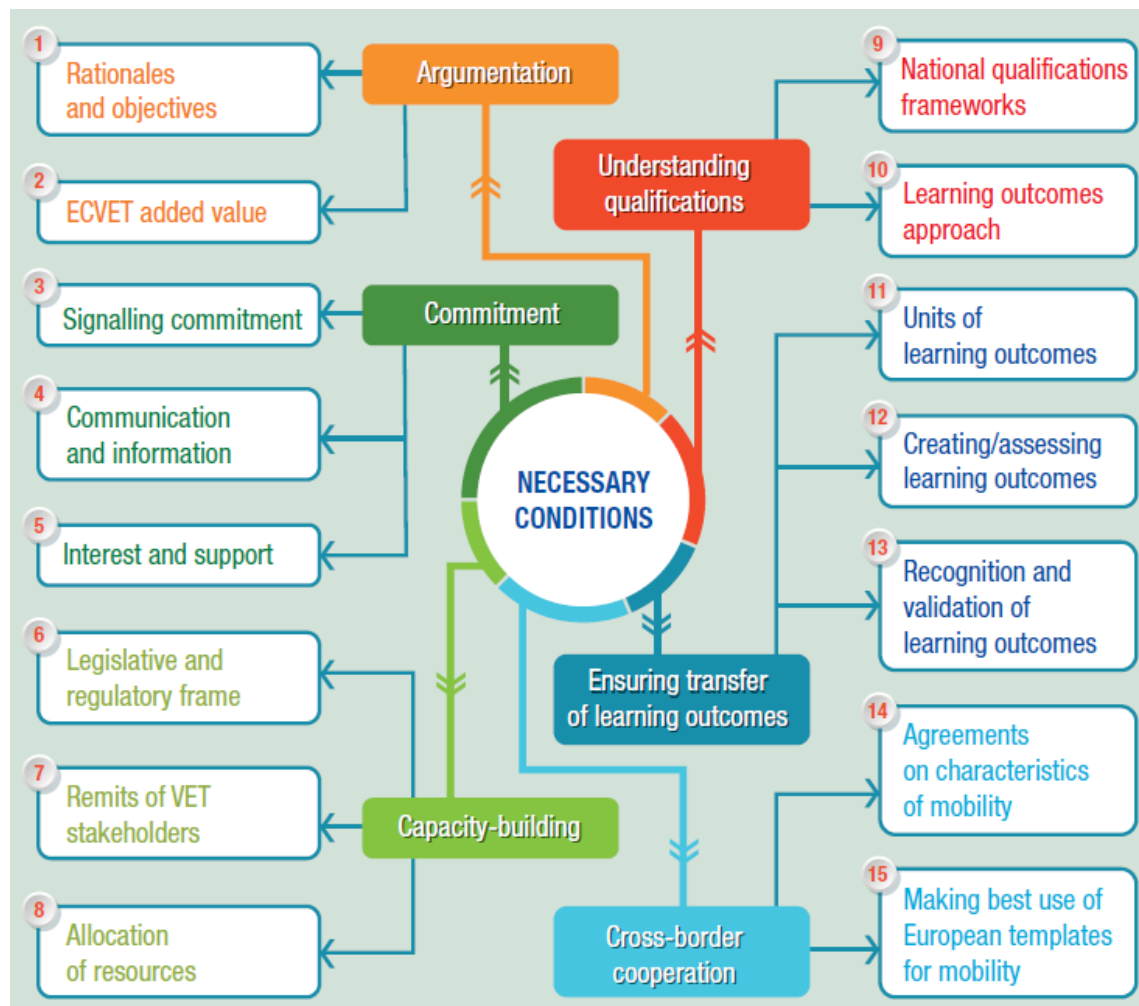 1
Rationales
and objectives
2
ECVET added value
3
Signalling commitment
4
Communication
and information
5
Interest and support
6
Legislative and
regulatory frame
7
Remits of VET
stakeholders
8
Allocation
of resources
Argumentation
Commitment
NECESSARY
CONDITIONS
Capacity-building
Understanding
qualifications
Ensuring transfer
of learning outcomes
Cross-border
cooperation
9
National qualifications
frameworks
10
Learning outcomes
approach
11
Units of
learning outcomes
12
Creating/assessing
learning outcomes
13
Recognition and
validation of
learning outcomes
14
Agreements
on characteristics
of mobility
15
Making best use of
European templates
for mobility